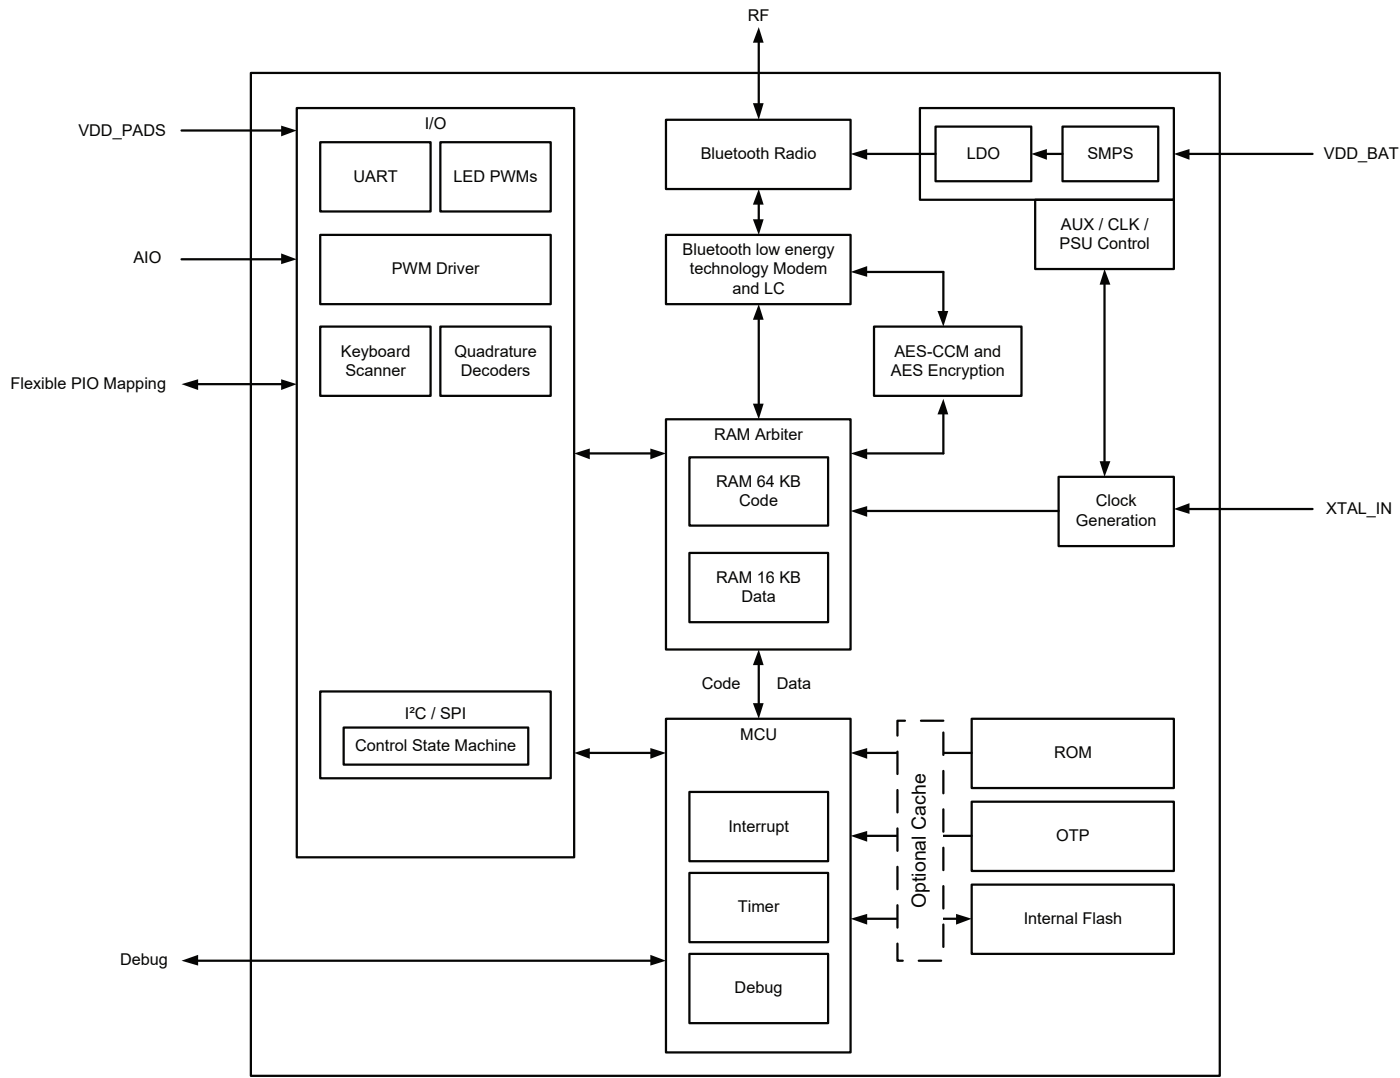 RF
VDD_PADS
I/O
UART
LED PWMs
Bluetooth Radio
LDO
SMPS
VDD_BAT
AUX / CLK /
PSU Control
AIO
PWM Driver
Bluetooth low energy
technology Modem
and LC
Keyboard
Scanner
Quadrature
Decoders
AES-CCM and
AES Encryption
Flexible PIO Mapping
RAM Arbiter
RAM 64 KB
Code
Clock
Generation
XTAL_IN
RAM 16 KB
Data
Code
Data
I²C / SPI
Control State Machine
MCU
ROM
Optional Cache
Interrupt
OTP
Timer
Internal Flash
Debug
Debug